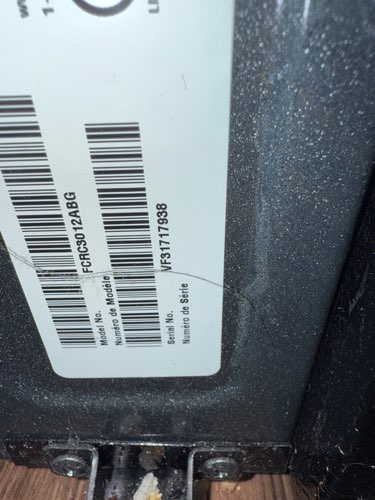 FCRC3012ABG
Model No.
Numéro de Modèle
VF31717938
Serial No.
Numéro de Série